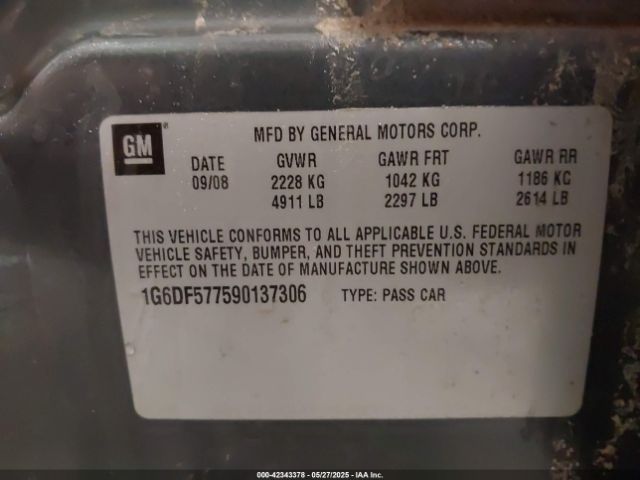 GM
MFD BY GENERAL MOTORS CORP.
DATE GVWR GAWR FRT GAWR RR
09/08 2228 KG 1042 KG 1186 KG
4911 LB 2297 LB 2614 LB
THIS VEHICLE CONFORMS TO ALL APPLICABLE U.S. FEDERAL MOTOR
VEHICLE SAFETY, BUMPER, AND THEFT PREVENTION STANDARDS IN
EFFECT ON THE DATE OF MANUFACTURE SHOWN ABOVE.
1G6DF577590137306 TYPE: PASS CAR
000-42343378 - 05/27/2025 - IAA Inc.